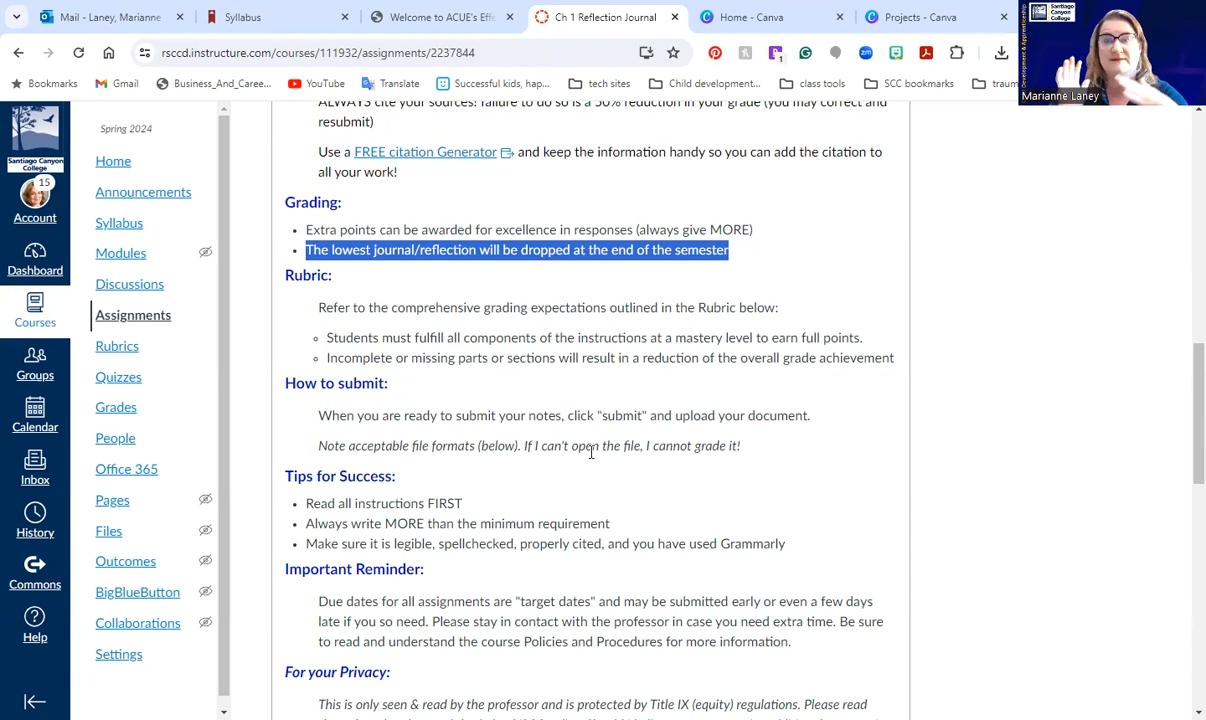 Mail - Laney, Marianne
Syllabus
Welcome to ACUE's Effe
Ch 1 Reflection Journal
Home - Canva
Projects - Canva
rsccd.instructure.com/courses/111932/assignments/2237844
Bookmarks
Gmail
Business_And_Caree...
YouTube
Translate
Successful kids, hap...
tech sites
Child development...
class tools
SCC bookmarks
Santiago Canyon College
Development & Apprenticeship
Marianne Laney
Santiago Canyon College
15
Account
Dashboard
Courses
Groups
Calendar
Inbox
History
Commons
Help
Spring 2024
Home
Announcements
Syllabus
Modules
Discussions
Assignments
Rubrics
Quizzes
Grades
People
Office 365
Pages
Files
Outcomes
BigBlueButton
Collaborations
Settings
ALWAYS cite your sources! failure to do so is a 50% reduction in your grade (you may correct and
resubmit)
Use a FREE citation Generator and keep the information handy so you can add the citation to
all your work!
Grading:
Extra points can be awarded for excellence in responses (always give MORE)
The lowest journal/reflection will be dropped at the end of the semester
Rubric:
Refer to the comprehensive grading expectations outlined in the Rubric below:
Students must fulfill all components of the instructions at a mastery level to earn full points.
Incomplete or missing parts or sections will result in a reduction of the overall grade achievement
How to submit:
When you are ready to submit your notes, click "submit" and upload your document.
Note acceptable file formats (below). If I can't open the file, I cannot grade it!
Tips for Success:
Read all instructions FIRST
Always write MORE than the minimum requirement
Make sure it is legible, spellchecked, properly cited, and you have used Grammarly
Important Reminder:
Due dates for all assignments are "target dates" and may be submitted early or even a few days
late if you so need. Please stay in contact with the professor in case you need extra time. Be sure
to read and understand the course Policies and Procedures for more information.
For your Privacy:
This is only seen & read by the professor and is protected by Title IX (equity) regulations. Please read